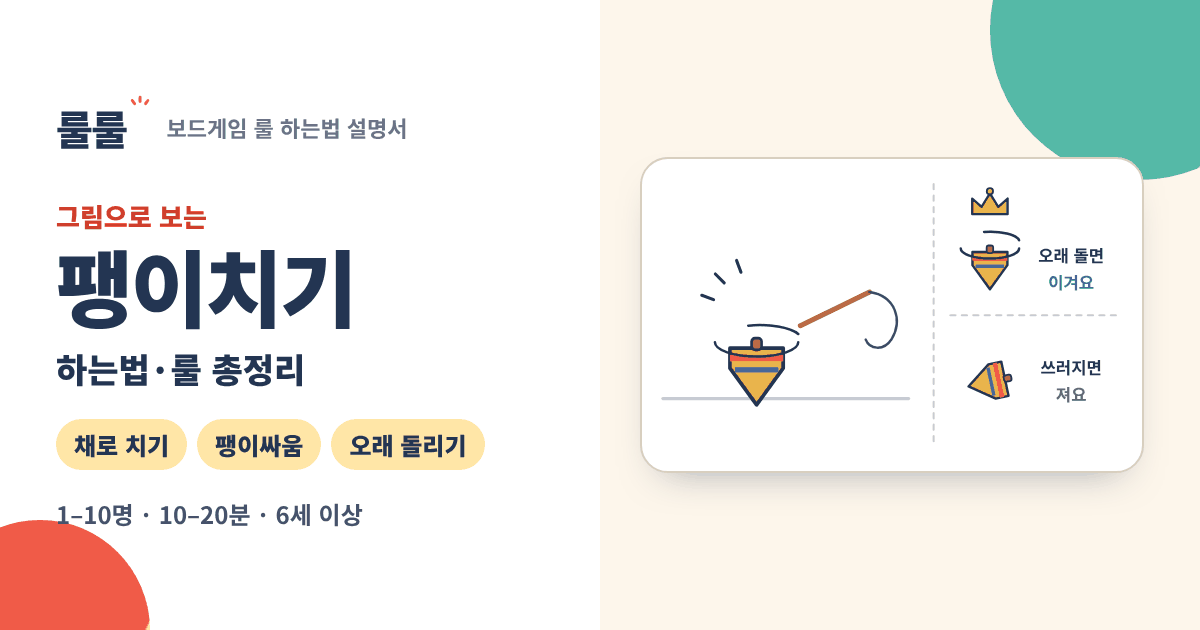 룰룰
보드게임 룰 하는법 설명서
그림으로 보는
팽이치기
하는법·룰 총정리
채로 치기
팽이싸움
오래 돌리기
1–10명 · 10–20분 · 6세 이상
오래 돌면
이겨요
쓰러지면
져요